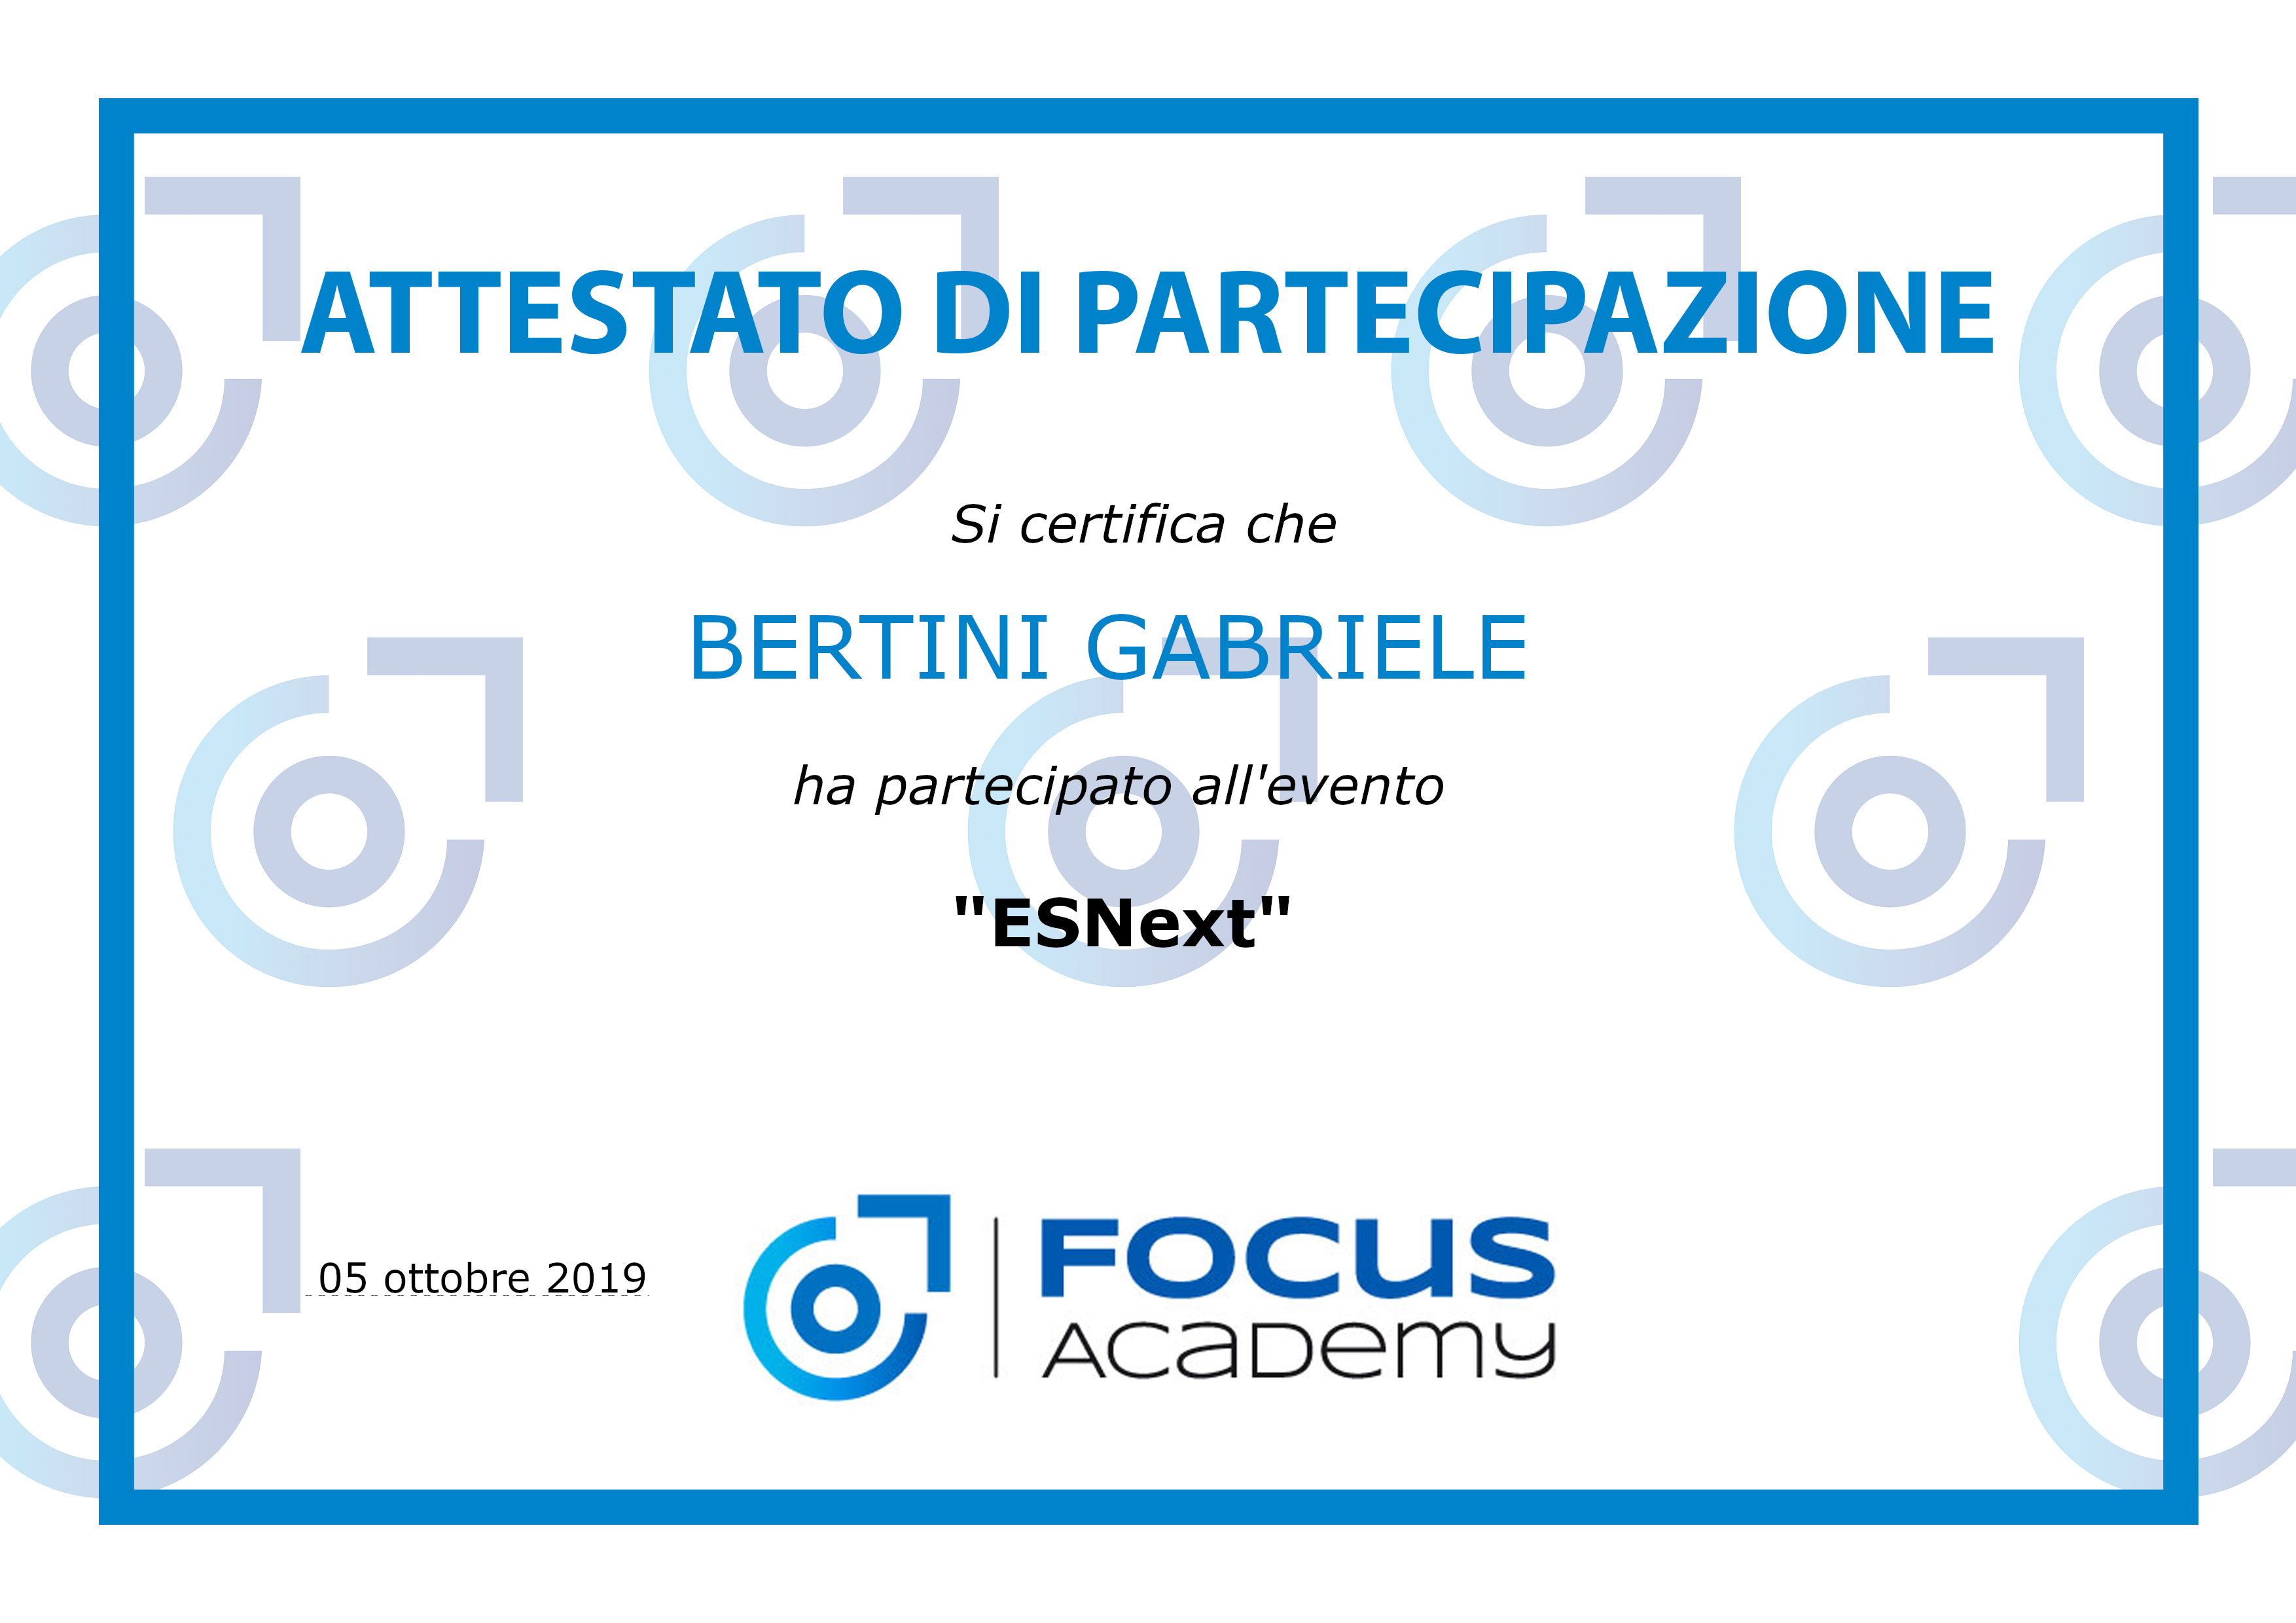 ATTESTATO DI PARTECIPAZIONE
Si certifica che
BERTINI GABRIELE
ha partecipato all'evento
"ESNext"
05 ottobre 2019
FOCUS
ACADEMY